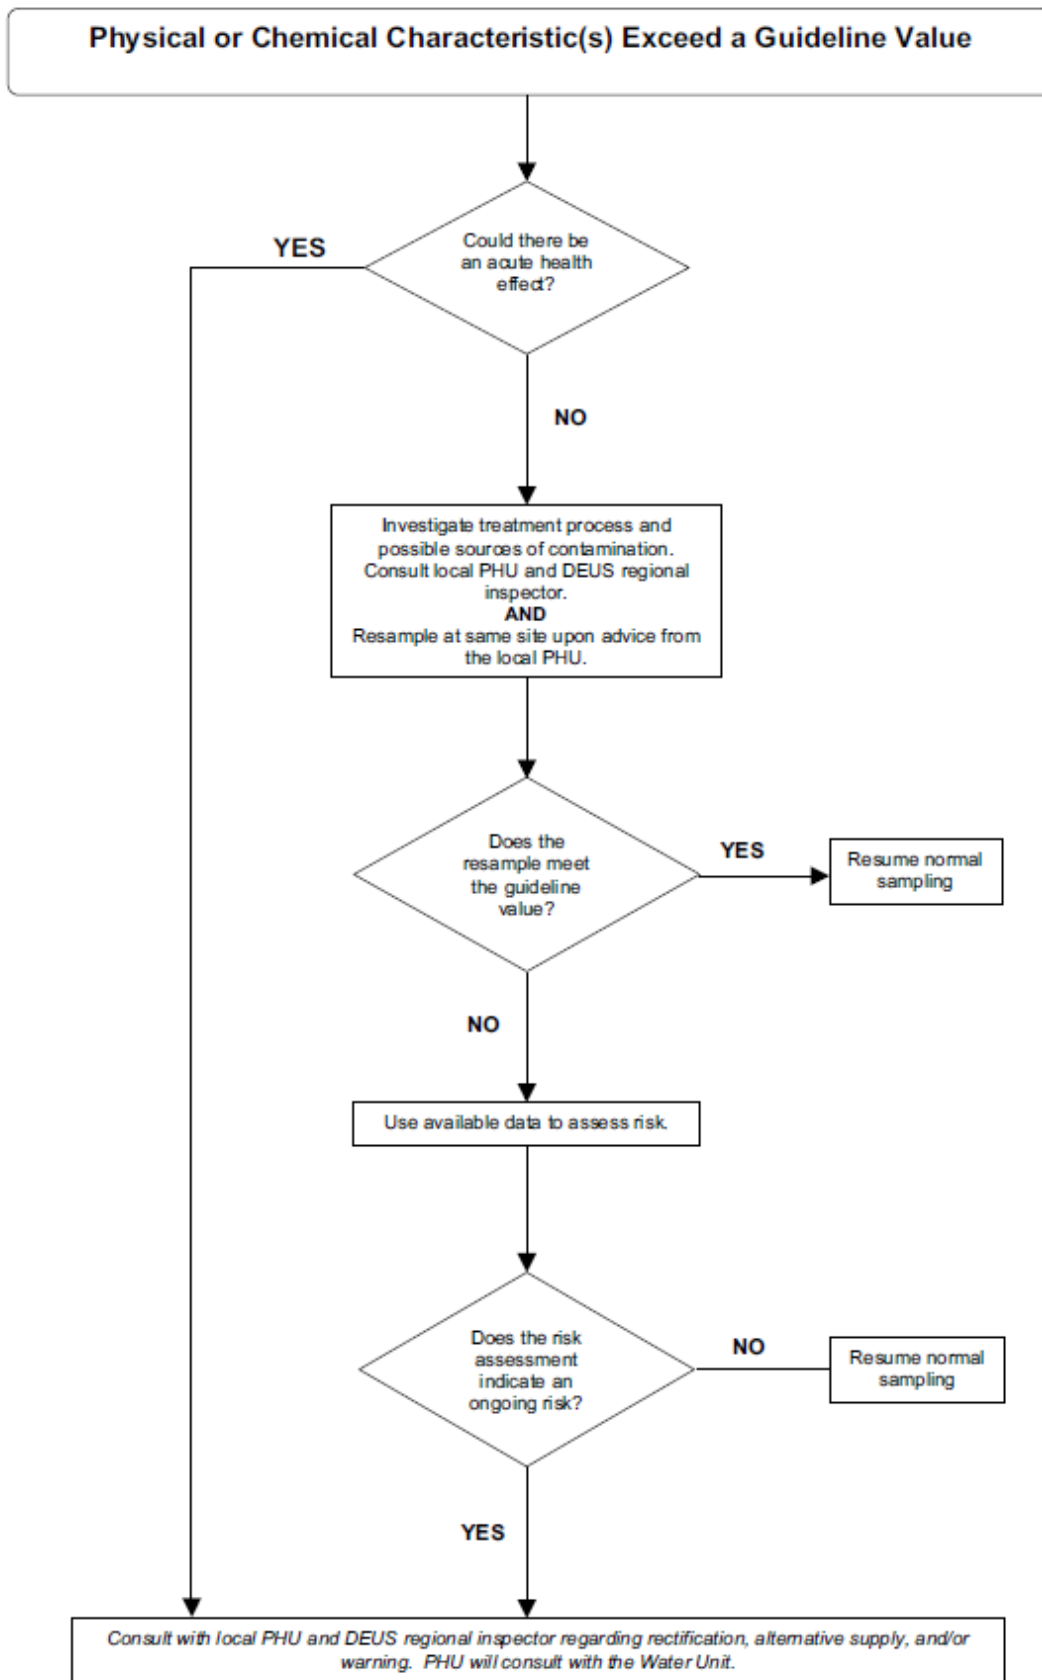 Physical or Chemical Characteristic(s) Exceed a Guideline Value
YES
Could there be
an acute health
effect?
NO
Investigate treatment process and
possible sources of contamination.
Consult local PHU and DEUS regional
inspector.
AND
Resample at same site upon advice from
the local PHU.
Does the
resample meet
the guideline
value?
YES
Resume normal
sampling
NO
Use available data to assess risk.
Does the risk
assessment
indicate an
ongoing risk?
NO
Resume normal
sampling
YES
Consult with local PHU and DEUS regional inspector regarding rectification, alternative supply, and/or
warning. PHU will consult with the Water Unit.